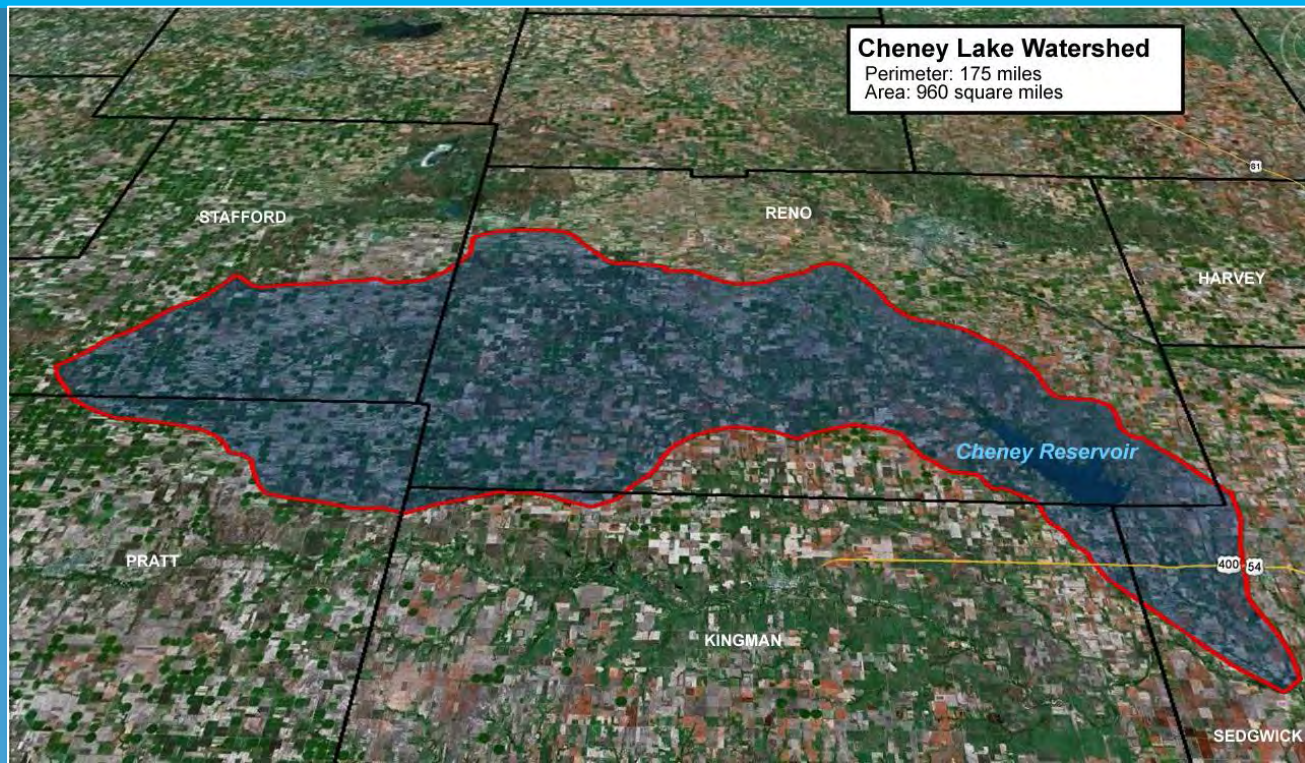 Cheney Lake Watershed
Perimeter: 175 miles
Area: 960 square miles
81
STAFFORD
RENO
HARVEY
Cheney Reservoir
PRATT
400 54
KINGMAN
SEDGWICK